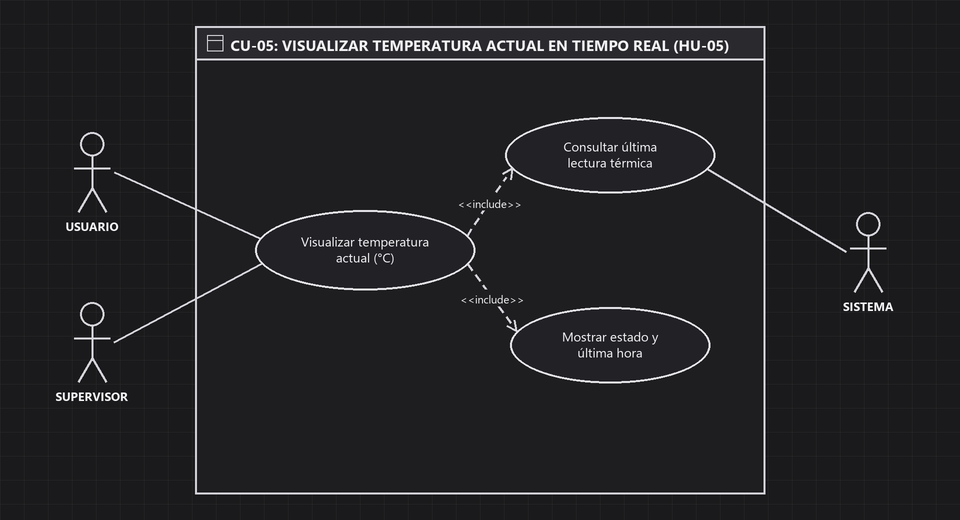 CU-05: VISUALIZAR TEMPERATURA ACTUAL EN TIEMPO REAL (HU-05)
Consultar última
lectura térmica
<<include>>
USUARIO
Visualizar temperatura
actual (°C)
SISTEMA
<<include>>
Mostrar estado y
última hora
SUPERVISOR